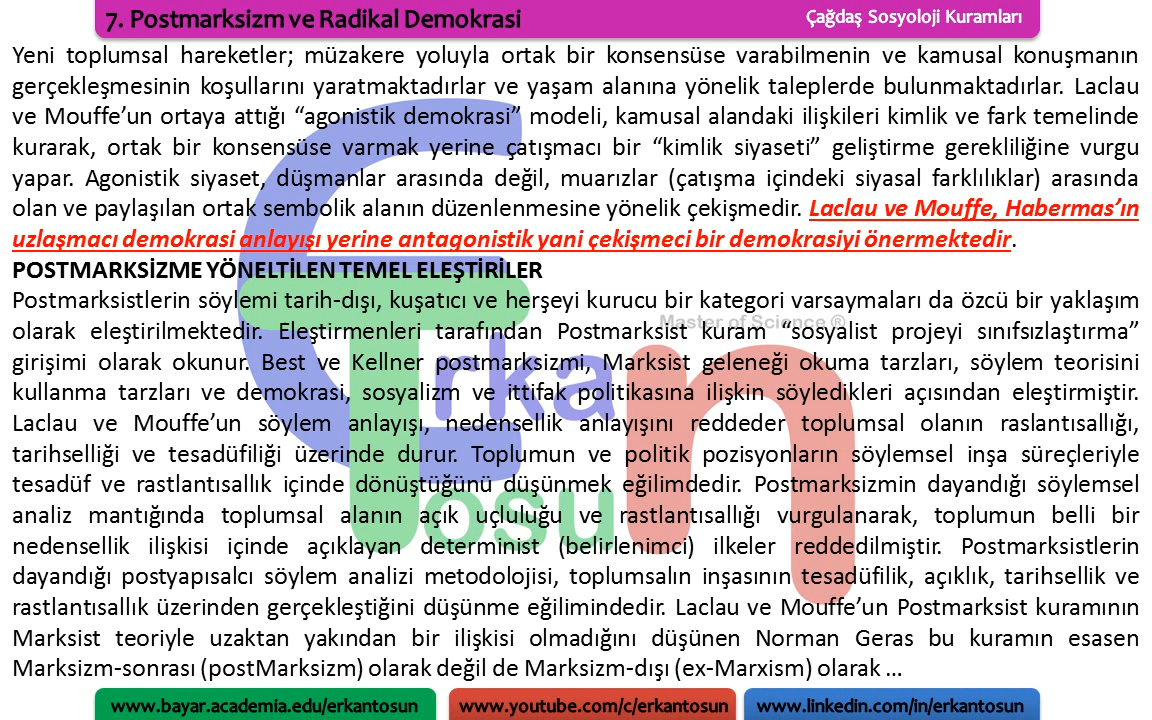 7. Postmarksizm ve Radikal Demokrasi
Çağdaş Sosyoloji Kuramları
Yeni toplumsal hareketler; müzakere yoluyla ortak bir konsensüse varabilmenin ve kamusal konuşmanın
gerçekleşmesinin koşullarını yaratmaktadırlar ve yaşam alanına yönelik taleplerde bulunmaktadırlar. Laclau
ve Mouffe’un ortaya attığı “agonistik demokrasi” modeli, kamusal alandaki ilişkileri kimlik ve fark temelinde
kurarak, ortak bir konsensüse varmak yerine çatışmacı bir “kimlik siyaseti” geliştirme gerekliliğine vurgu
yapar. Agonistik siyaset, düşmanlar arasında değil, muarızlar (çatışma içindeki siyasal farklılıklar) arasında
olan ve paylaşılan ortak sembolik alanın düzenlenmesine yönelik çekişmedir. Laclau ve Mouffe, Habermas’ın
uzlaşmacı demokrasi anlayışı yerine antagonistik yani çekişmeci bir demokrasiyi önermektedir.
POSTMARKSİZME YÖNELTİLEN TEMEL ELEŞTİRİLER
Postmarksistlerin söylemi tarih-dışı, kuşatıcı ve herşeyi kurucu bir kategori varsaymaları da özcü bir yaklaşım
olarak eleştirilmektedir. Eleştirmenleri tarafından Postmarksist kuram “sosyalist projeyi sınıfsızlaştırma”
girişimi olarak okunur. Best ve Kellner postmarksizmi, Marksist geleneği okuma tarzları, söylem teorisini
kullanma tarzları ve demokrasi, sosyalizm ve ittifak politikasına ilişkin söyledikleri açısından eleştirmiştir.
Laclau ve Mouffe’un söylem anlayışı, nedensellik anlayışını reddeder toplumsal olanın raslantısallığı,
tarihselliği ve tesadüfiliği üzerinde durur. Toplumun ve politik pozisyonların söylemsel inşa süreçleriyle
tesadüf ve rastlantısallık içinde dönüştüğünü düşünmek eğilimdedir. Postmarksizmin dayandığı söylemsel
analiz mantığında toplumsal alanın açık uçluluğu ve rastlantısallığı vurgulanarak, toplumun belli bir
nedensellik ilişkisi içinde açıklayan determinist (belirlenimci) ilkeler reddedilmiştir. Postmarksistlerin
dayandığı postyapısalcı söylem analizi metodolojisi, toplumsalın inşasının tesadüfilik, açıklık, tarihsellik ve
rastlantısallık üzerinden gerçekleştiğini düşünme eğilimindedir. Laclau ve Mouffe’un Postmarksist kuramının
Marksist teoriyle uzaktan yakından bir ilişkisi olmadığını düşünen Norman Geras bu kuramın esasen
Marksizm-sonrası (postMarksizm) olarak değil de Marksizm-dışı (ex-Marxism) olarak …
Master of Science ®
Erkan
Tosun
www.bayar.academia.edu/erkantosun
www.youtube.com/c/erkantosun
www.linkedin.com/in/erkantosun